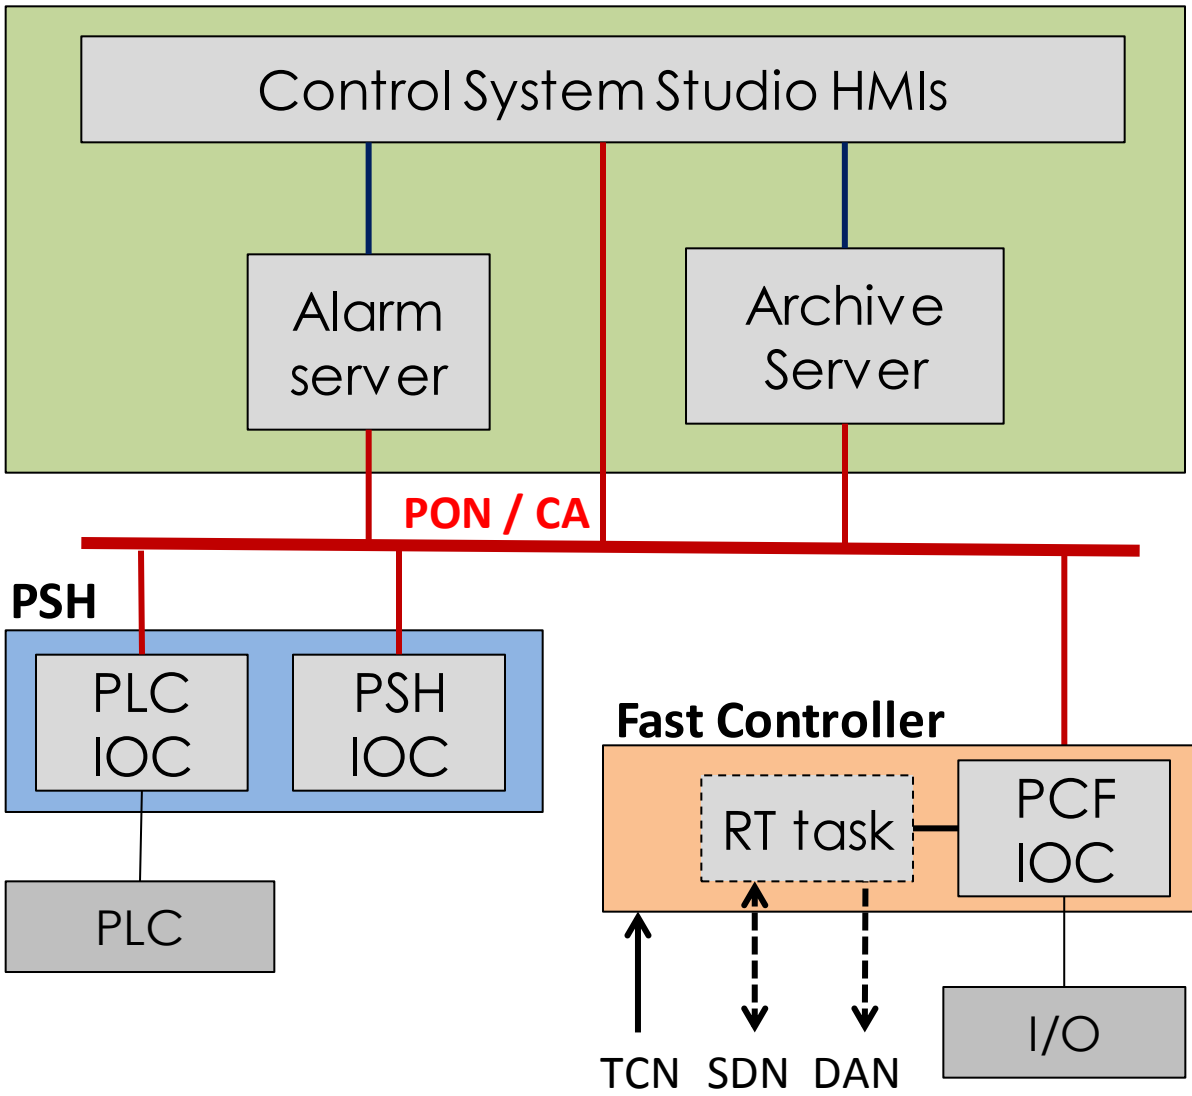 Control System Studio HMIs
Alarm
server
Archive
Server
PON / CA
PSH
PLC
IOC
PSH
IOC
Fast Controller
RT task
PCF
IOC
PLC
I/O
TCN SDN DAN